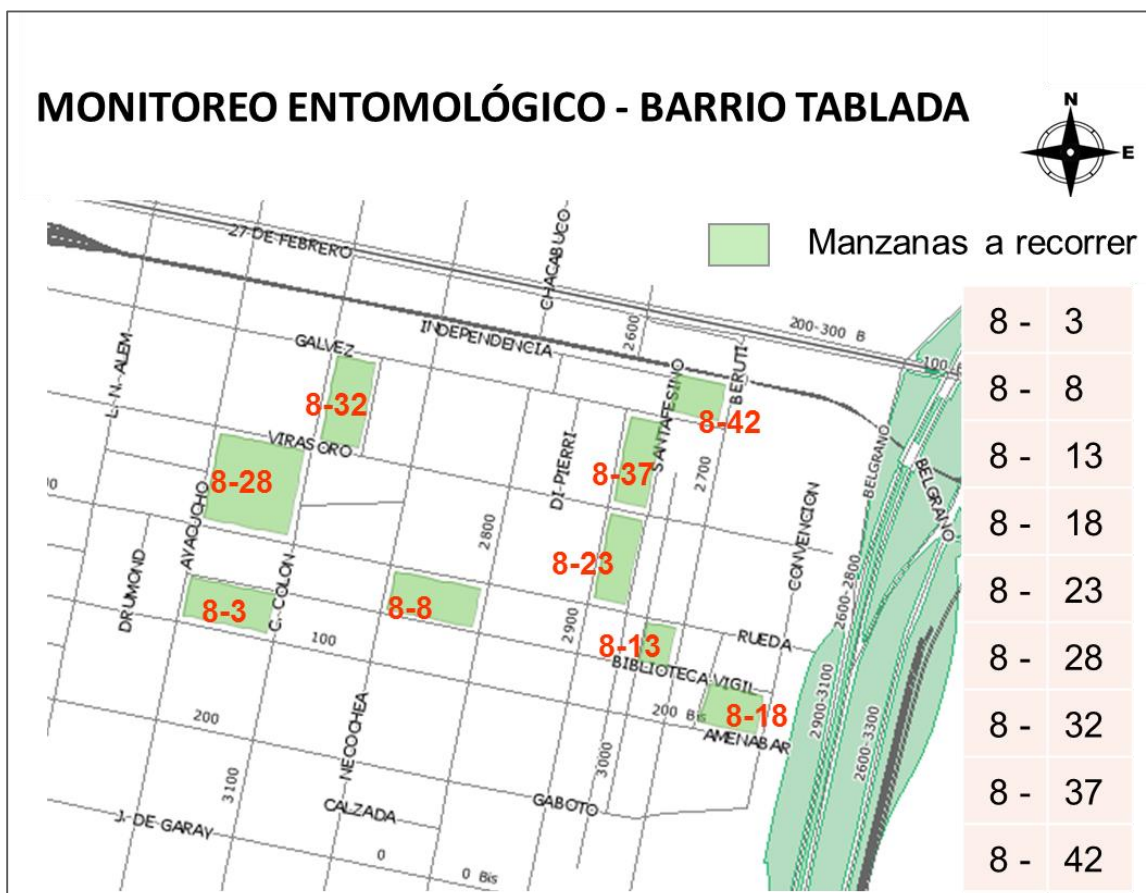 MONITOREO ENTOMOLÓGICO - BARRIO TABLADA
N
E
Manzanas a recorrer
27 DE FEBRERO
CHACABUCO
INDEPENDENCIA
2600
200-300 B
GALVEZ
L. N. ALEM
SANTAFESINO
BERUTI
8-32
8-42
VIRASORO
8-28
8-37
DI-PIERRI
2700
BELGRANO
BELGRANO
AYACUCHO
2800
CONVENCION
DRUMOND
8-23
2600-2800
C. COLON
8-3
8-8
2900
RUEDA
100
8-13
BIBLIOTECA VIGIL
200
NECOCHEA
200 Bis
8-18
AMENABAR
2900-3100
2600-3300
3100
3000
GABOTO
CALZADA
J. DE GARAY
0
0 Bis
8 - 3
8 - 8
8 - 13
8 - 18
8 - 23
8 - 28
8 - 32
8 - 37
8 - 42